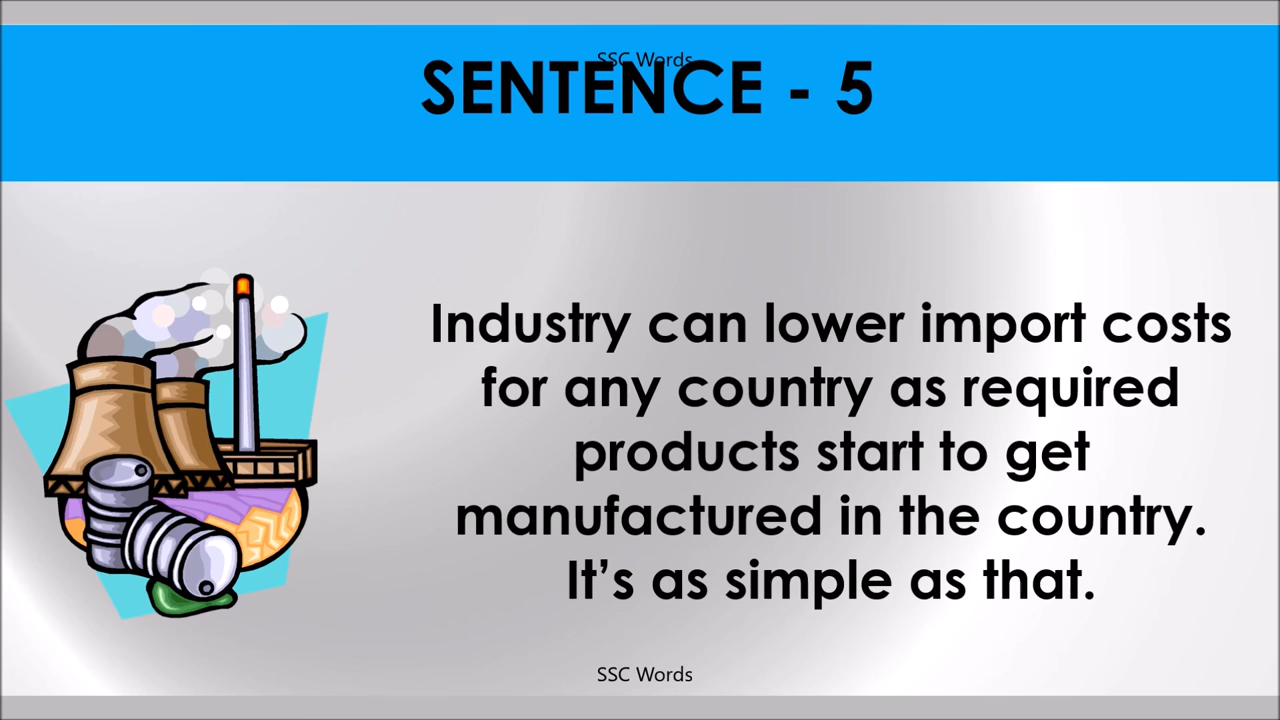 SSC Words
SENTENCE - 5
Industry can lower import costs
for any country as required
products start to get
manufactured in the country.
It’s as simple as that.
SSC Words